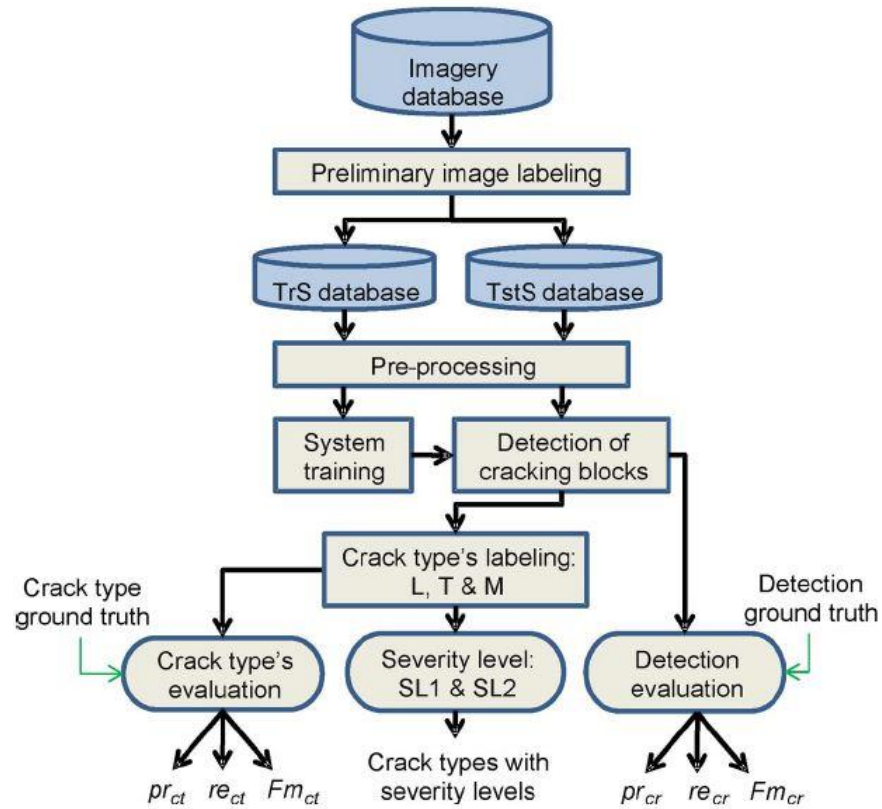 Imagery
database
Preliminary image labeling
TrS database
TstS database
Pre-processing
System
training
Detection of
cracking blocks
Crack type's labeling:
L, T & M
Crack type
ground truth
Detection
ground truth
Crack type's
evaluation
Severity level:
SL1 & SL2
Detection
evaluation
pr_ct re_ct Fm_ct
Crack types with
severity levels
pr_cr re_cr Fm_cr